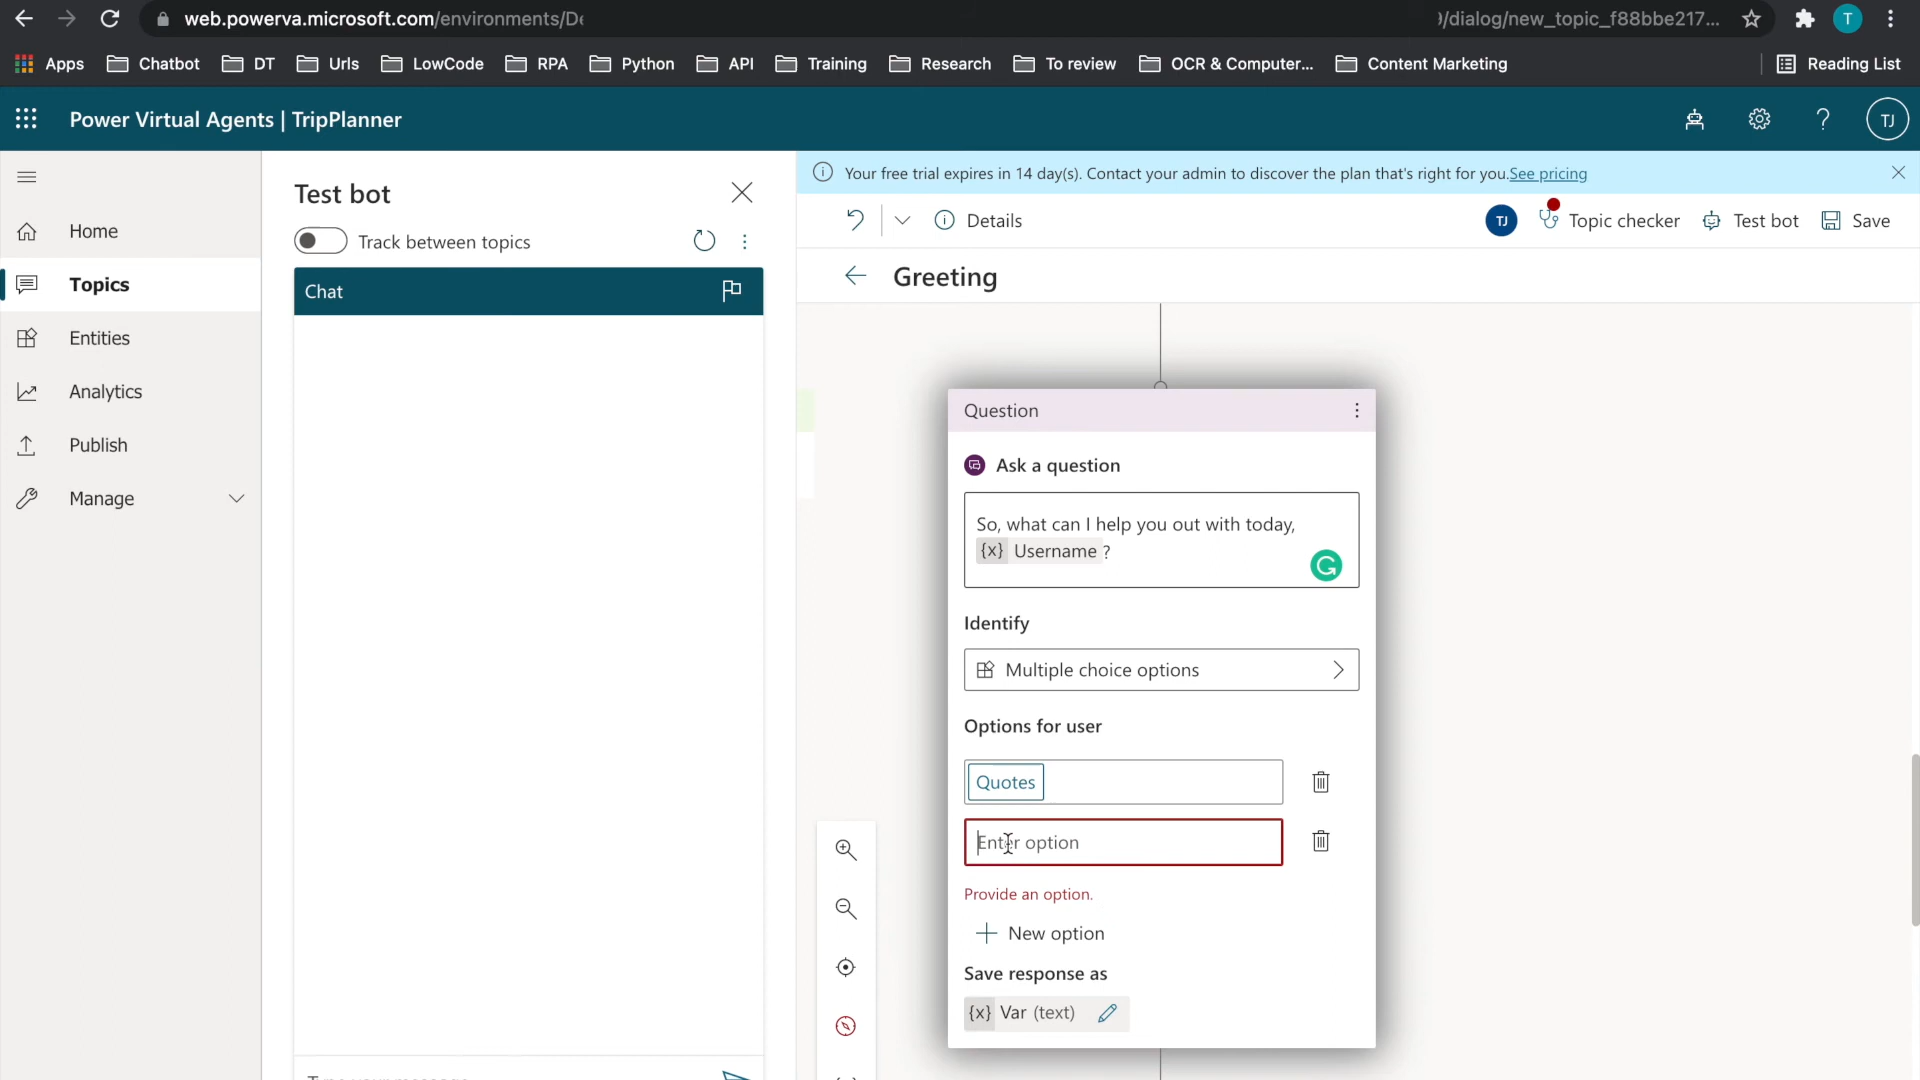 web.powerva.microsoft.com/environments/De
/dialog/new_topic_f88bbe217...
T
Apps
Chatbot
DT
Urls
LowCode
RPA
Python
API
Training
Research
To review
OCR & Computer...
Content Marketing
Reading List
Power Virtual Agents | TripPlanner
TJ
Home
Topics
Entities
Analytics
Publish
Manage
Test bot
Track between topics
Chat
Your free trial expires in 14 day(s). Contact your admin to discover the plan that's right for you.See pricing
Details
TJ
Topic checker
Test bot
Save
Greeting
Question
Ask a question
So, what can I help you out with today,
{x} Username ?
Identify
Multiple choice options
Options for user
Quotes
Enter option
Provide an option.
New option
Save response as
{x} Var (text)